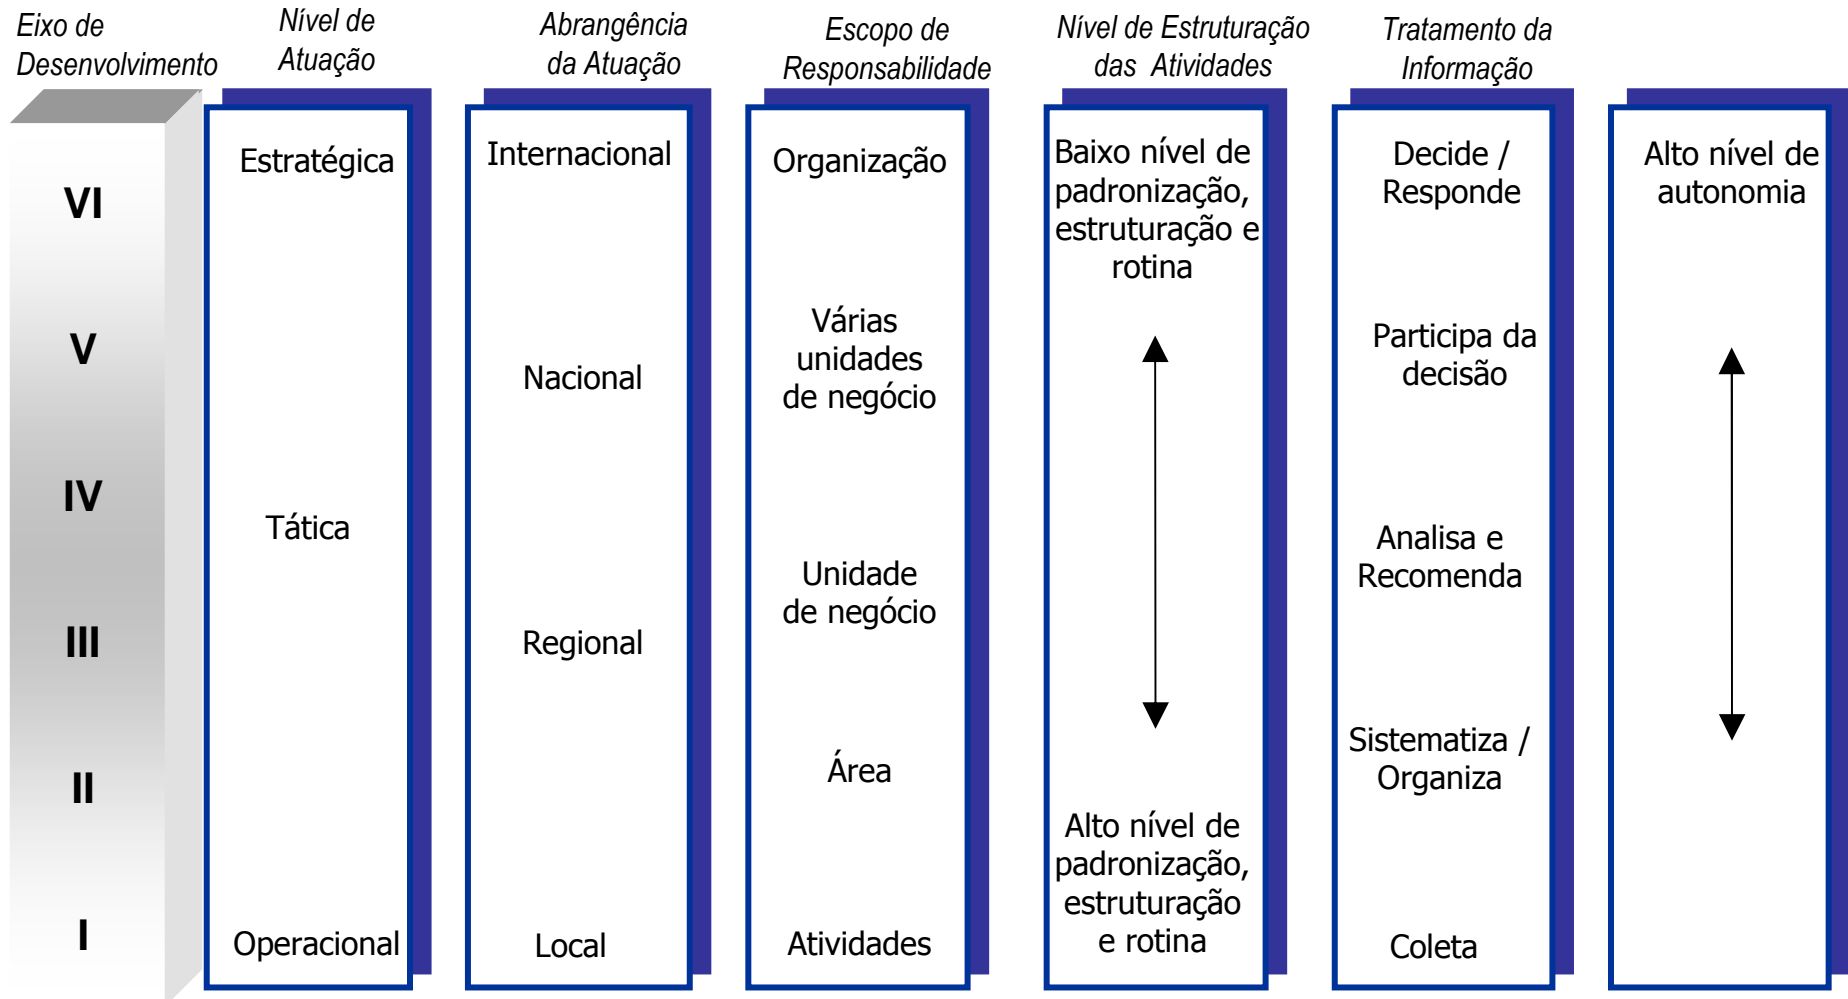 Eixo de
Desenvolvimento
Nível de
Atuação
Abrangência
da Atuação
Escopo de
Responsabilidade
Nível de Estruturação
das Atividades
Tratamento da
Informação
VI
V
IV
III
II
I
Estratégica
Tática
Operacional
Internacional
Nacional
Regional
Local
Organização
Várias
unidades
de negócio
Unidade
de negócio
Área
Atividades
Baixo nível de
padronização,
estruturação e
rotina
Alto nível de
padronização,
estruturação
e rotina
Decide /
Responde
Participa da
decisão
Analisa e
Recomenda
Sistematiza /
Organiza
Coleta
Alto nível de
autonomia